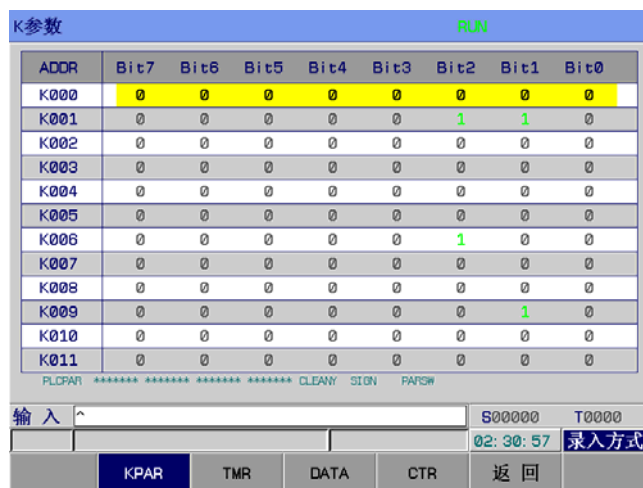 K参数 RUN
ADDR Bit7 Bit6 Bit5 Bit4 Bit3 Bit2 Bit1 Bit0
K000 0 0 0 0 0 0 0 0
K001 0 0 0 0 0 1 1 0
K002 0 0 0 0 0 0 0 0
K003 0 0 0 0 0 0 0 0
K004 0 0 0 0 0 0 0 0
K005 0 0 0 0 0 0 0 0
K006 0 0 0 0 0 1 0 0
K007 0 0 0 0 0 0 0 0
K008 0 0 0 0 0 0 0 0
K009 0 0 0 0 0 0 1 0
K010 0 0 0 0 0 0 0 0
K011 0 0 0 0 0 0 0 0
PLCPAR ******* ******* ******* ******* CLEANY SIGN PARSW
输 入 ^ S00000 T0000
02:30:57 录入方式
KPAR TMR DATA CTR 返 回